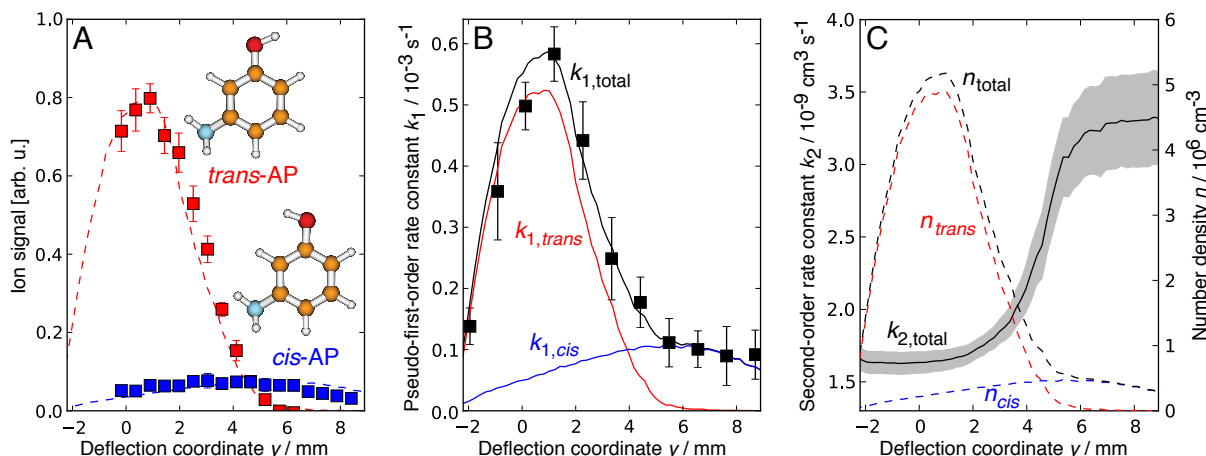 A
Ion signal [arb. u.]
1.0
0.8
0.6
0.4
0.2
0.0
trans-AP
cis-AP
−2 0 2 4 6 8
Deflection coordinate y / mm
B
Pseudo-first-order rate constant k₁ / 10⁻³ s⁻¹
0.7
0.6
0.5
0.4
0.3
0.2
0.1
0.0
k₁,total
k₁,trans
k₁,cis
−2 0 2 4 6 8
Deflection coordinate y / mm
C
Second-order rate constant k₂ / 10⁻⁹ cm³ s⁻¹
4.0
3.5
3.0
2.5
2.0
1.5
n_total
n_trans
k₂,total
n_cis
6
5
4
3
2
1
0
Number density n / 10⁶ cm⁻³
−2 0 2 4 6 8
Deflection coordinate y / mm